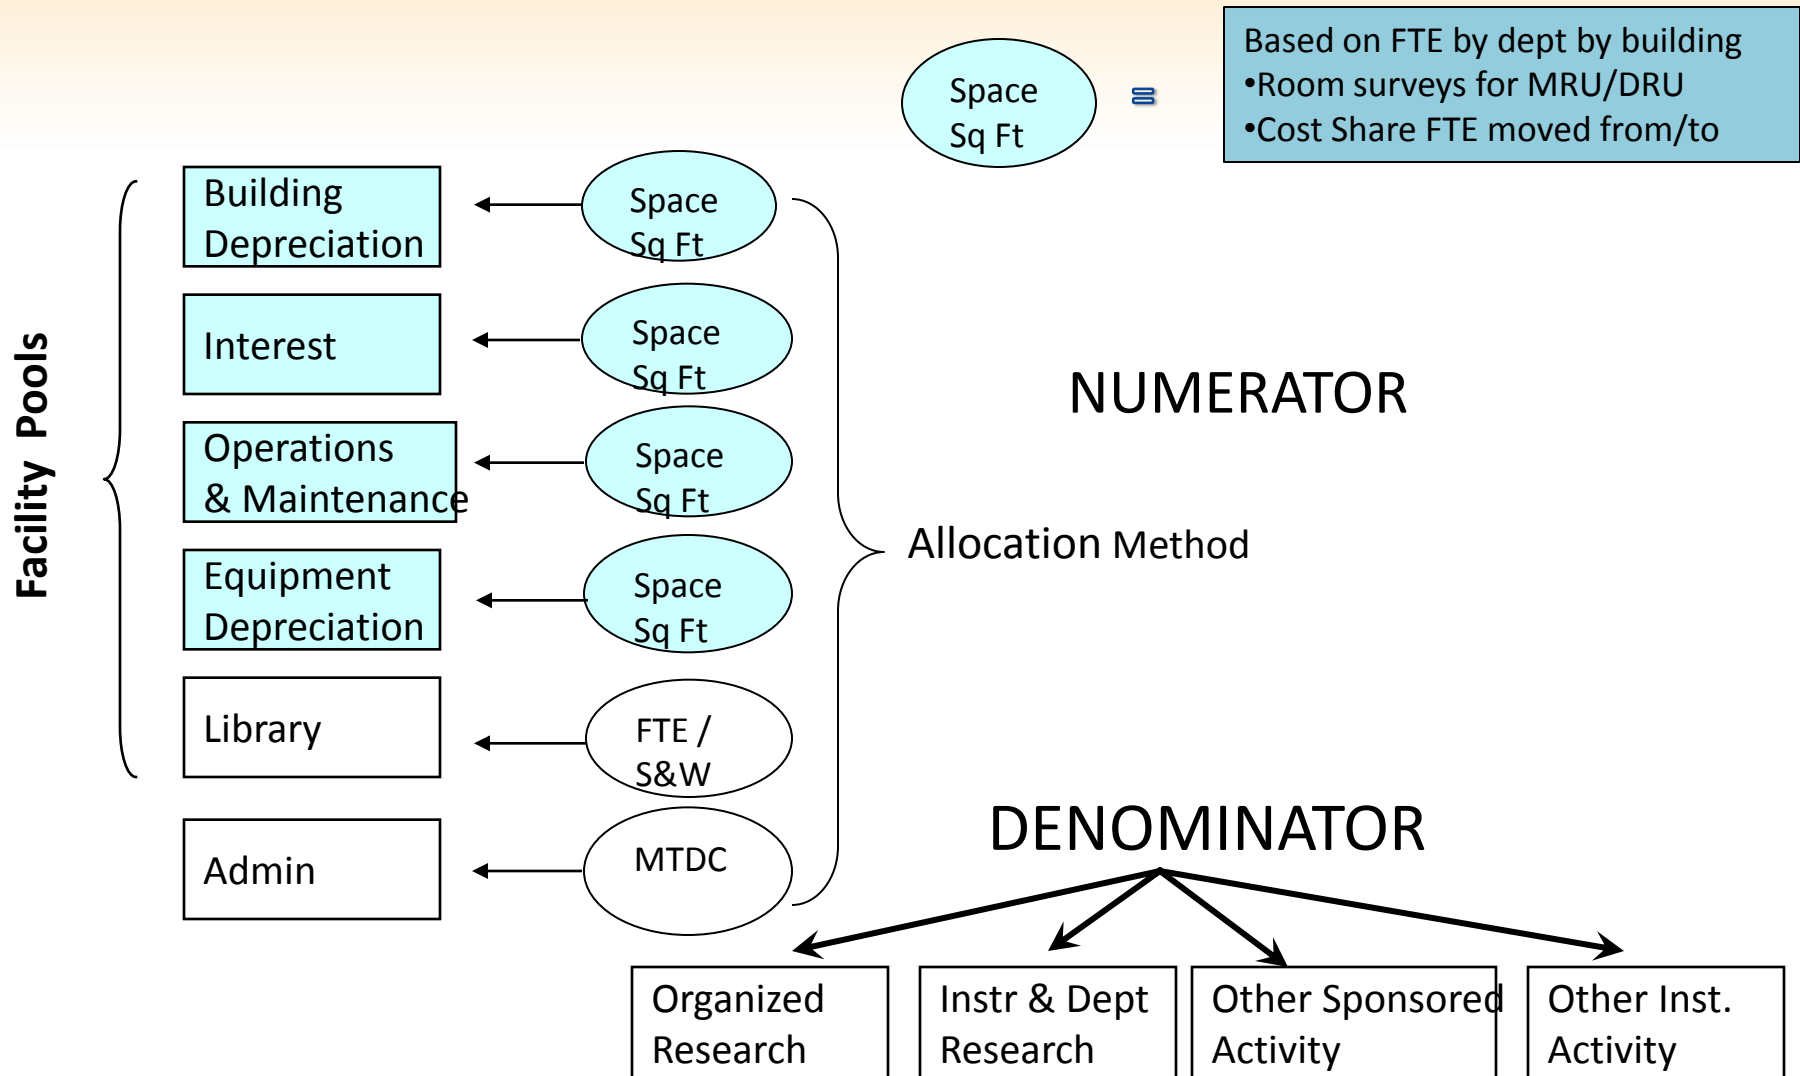 Space
Sq Ft
=
Based on FTE by dept by building
•Room surveys for MRU/DRU
•Cost Share FTE moved from/to
Facility Pools
Building
Depreciation
Space
Sq Ft
Interest
Space
Sq Ft
NUMERATOR
Operations
& Maintenance
Space
Sq Ft
Allocation Method
Equipment
Depreciation
Space
Sq Ft
Library
FTE /
S&W
Admin
MTDC
DENOMINATOR
Organized
Research
Instr & Dept
Research
Other Sponsored
Activity
Other Inst.
Activity